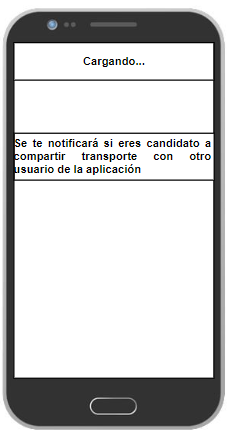 Cargando...
Se te notificará si eres candidato a
compartir transporte con otro
usuario de la aplicación